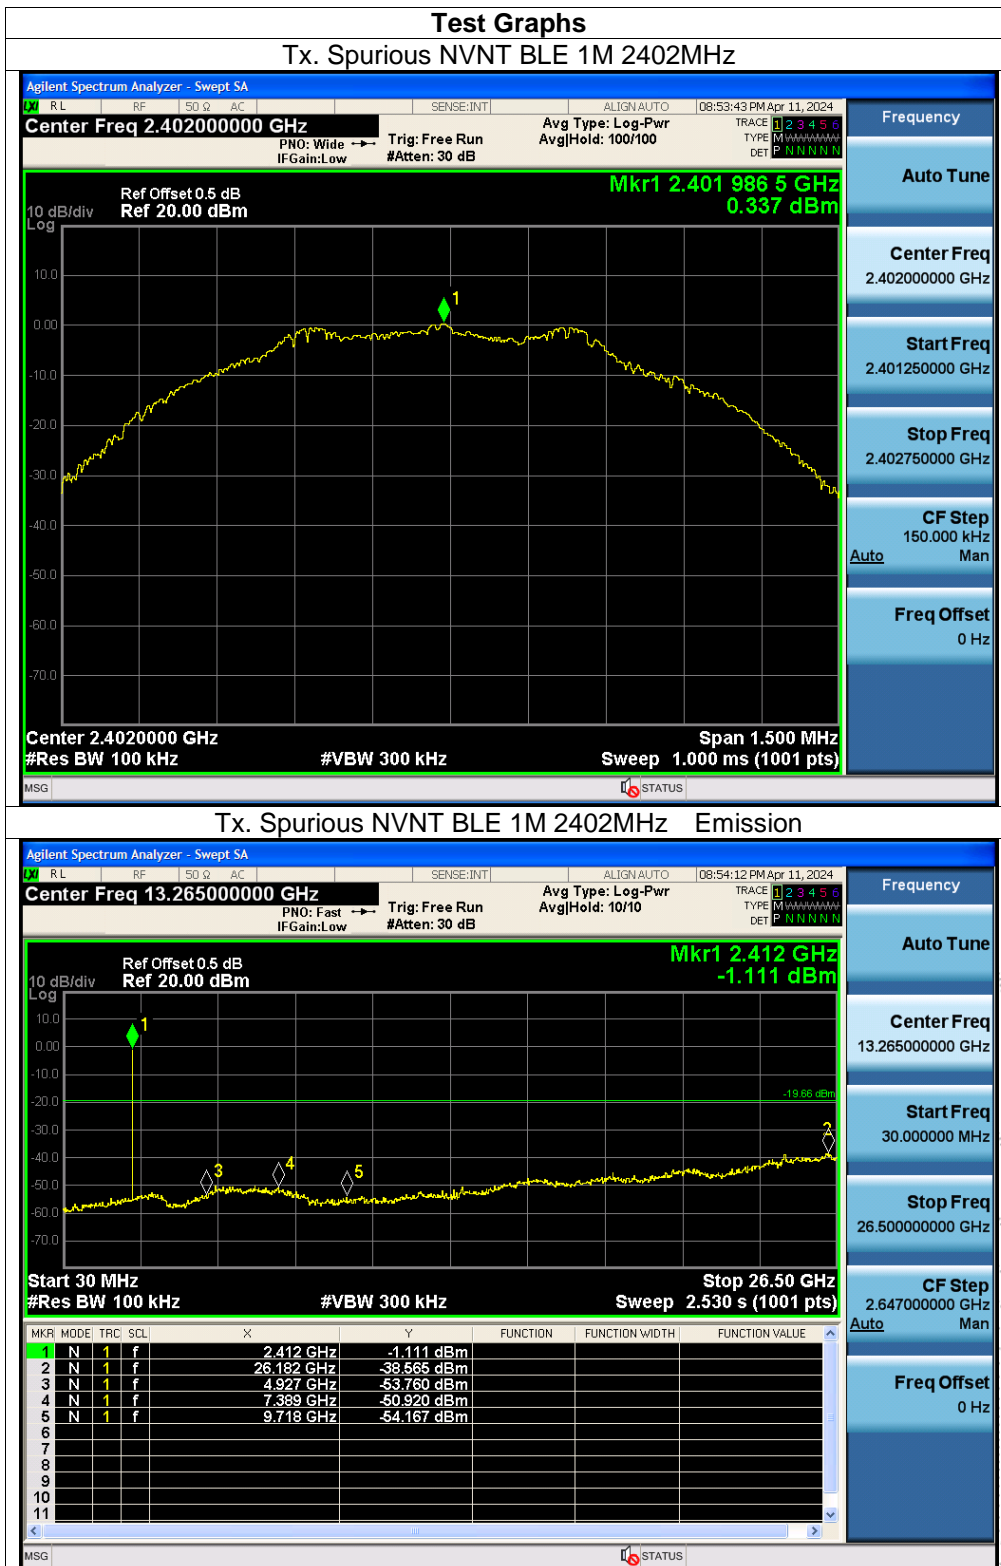 Test Graphs
Tx. Spurious NVNT BLE 1M 2402MHz
Agilent Spectrum Analyzer - Swept SA
LXI RL RF 50 Ω AC SENSE:INT ALIGN AUTO 08:53:43 PM Apr 11, 2024
Center Freq 2.402000000 GHz
PNO: Wide
IFGain:Low
Trig: Free Run
#Atten: 30 dB
Avg Type: Log-Pwr
Avg|Hold: 100/100
TRACE 1 2 3 4 5 6
TYPE M
DET P N N N N N
Ref Offset 0.5 dB
10 dB/div Ref 20.00 dBm
Log
Mkr1 2.401 986 5 GHz
0.337 dBm
1
10.0
0.00
-10.0
-20.0
-30.0
-40.0
-50.0
-60.0
-70.0
Center 2.4020000 GHz Span 1.500 MHz
#Res BW 100 kHz #VBW 300 kHz Sweep 1.000 ms (1001 pts)
MSG STATUS
Frequency
Auto Tune
Center Freq
2.402000000 GHz
Start Freq
2.401250000 GHz
Stop Freq
2.402750000 GHz
CF Step
150.000 kHz
Auto Man
Freq Offset
0 Hz
Tx. Spurious NVNT BLE 1M 2402MHz Emission
Agilent Spectrum Analyzer - Swept SA
LXI RL RF 50 Ω AC SENSE:INT ALIGN AUTO 08:54:12 PM Apr 11, 2024
Center Freq 13.265000000 GHz
PNO: Fast
IFGain:Low
Trig: Free Run
#Atten: 30 dB
Avg Type: Log-Pwr
Avg|Hold: 10/10
TRACE 1 2 3 4 5 6
TYPE M
DET P N N N N N
Ref Offset 0.5 dB
10 dB/div Ref 20.00 dBm
Log
Mkr1 2.412 GHz
-1.111 dBm
10.0
0.00
-10.0
-20.0
-30.0
-40.0
-50.0
-60.0
-70.0
1
-19.66 dBm
2
3
4
5
Start 30 MHz Stop 26.50 GHz
#Res BW 100 kHz #VBW 300 kHz Sweep 2.530 s (1001 pts)
MKR MODE TRC SCL X Y FUNCTION FUNCTION WIDTH FUNCTION VALUE
1 N 1 f 2.412 GHz -1.111 dBm
2 N 1 f 26.182 GHz -38.565 dBm
3 N 1 f 4.927 GHz -53.760 dBm
4 N 1 f 7.389 GHz -50.920 dBm
5 N 1 f 9.718 GHz -54.167 dBm
6
7
8
9
10
11
MSG STATUS
Frequency
Auto Tune
Center Freq
13.265000000 GHz
Start Freq
30.000000 MHz
Stop Freq
26.500000000 GHz
CF Step
2.647000000 GHz
Auto Man
Freq Offset
0 Hz